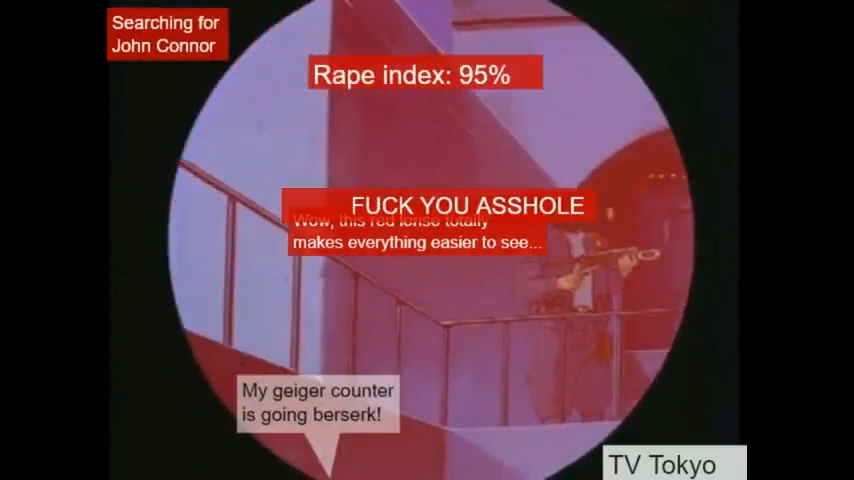 Searching for
John Connor
Rape index: 95%
FUCK YOU ASSHOLE
Wow, this red lense totally
makes everything easier to see...
My geiger counter
is going berserk!
TV Tokyo